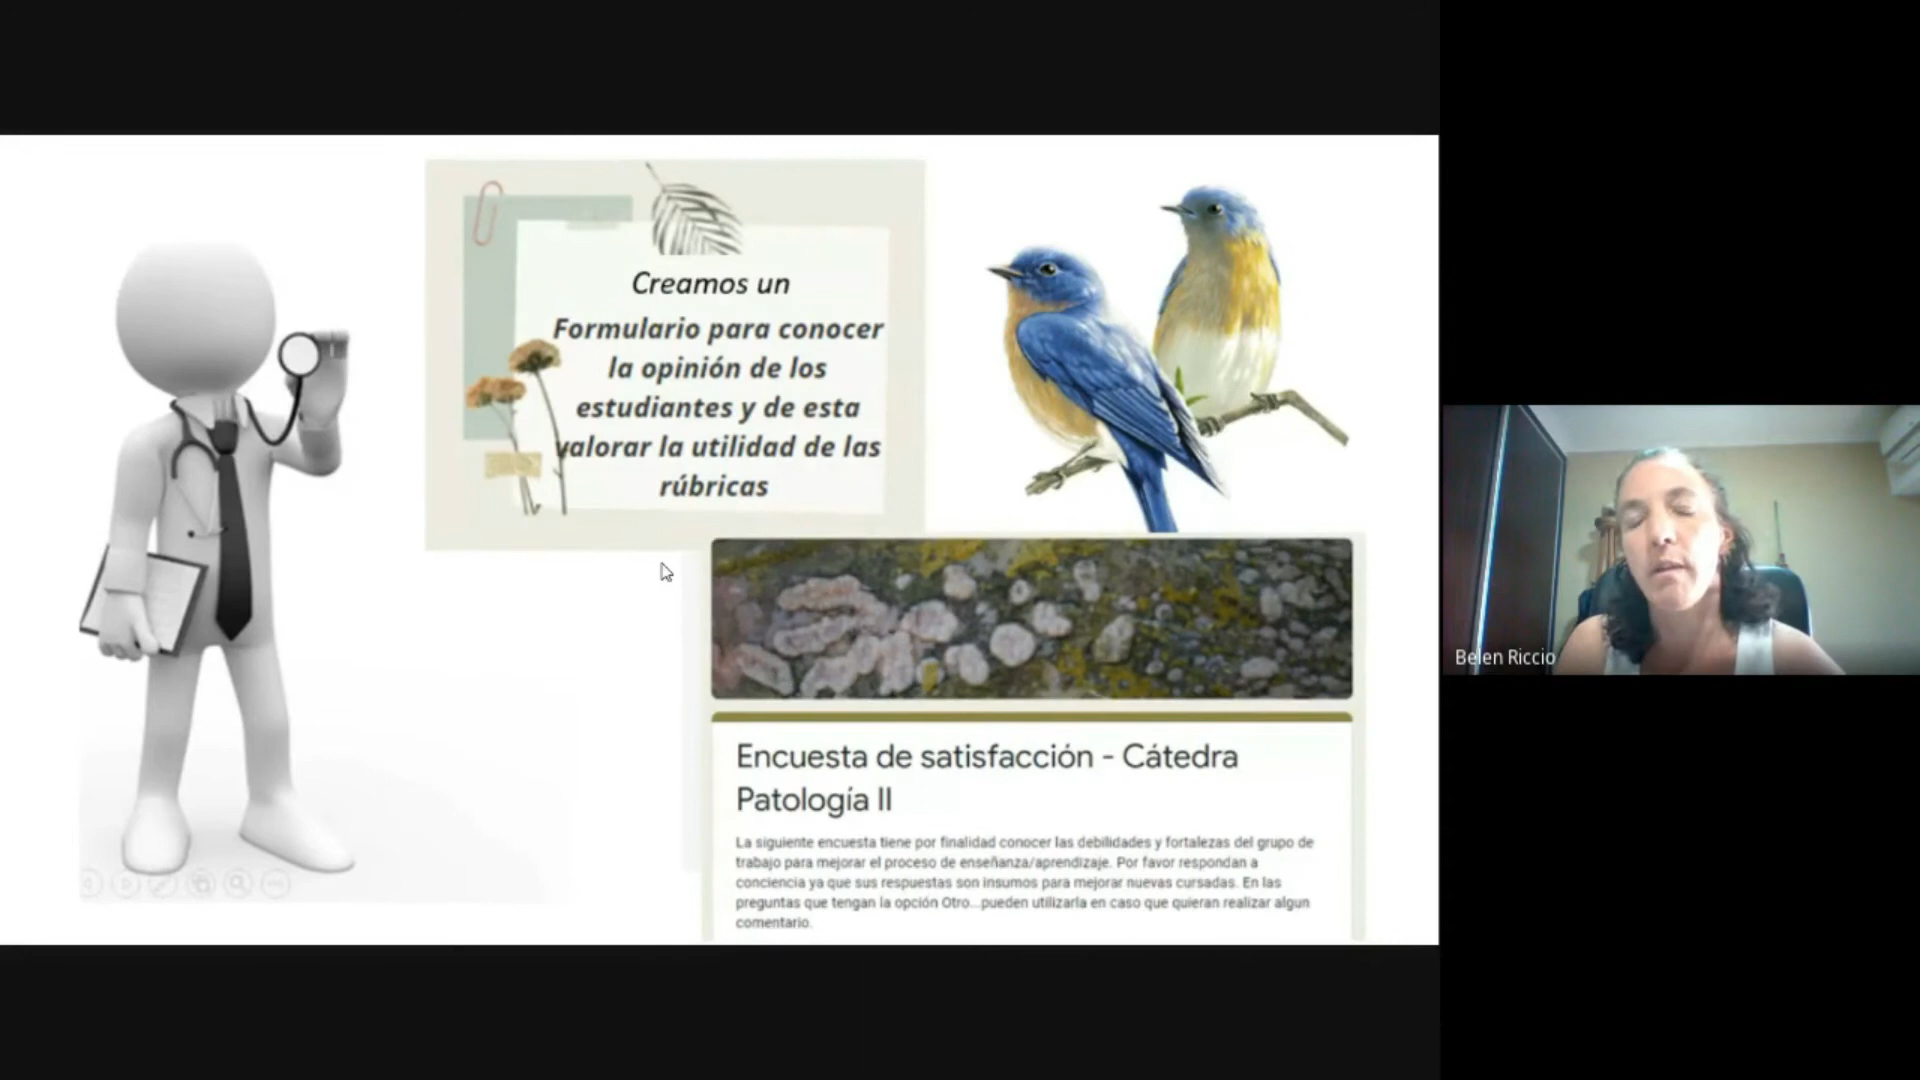 Creamos un
Formulario para conocer
la opinión de los
estudiantes y de esta
valorar la utilidad de las
rúbricas
Encuesta de satisfacción - Cátedra
Patología II
La siguiente encuesta tiene por finalidad conocer las debilidades y fortalezas del grupo de
trabajo para mejorar el proceso de enseñanza/aprendizaje. Por favor respondan a
conciencia ya que sus respuestas son insumos para mejorar nuevas cursadas. En las
preguntas que tengan la opción Otro...pueden utilizarla en caso que quieran realizar algun
comentario.
Belen Riccio